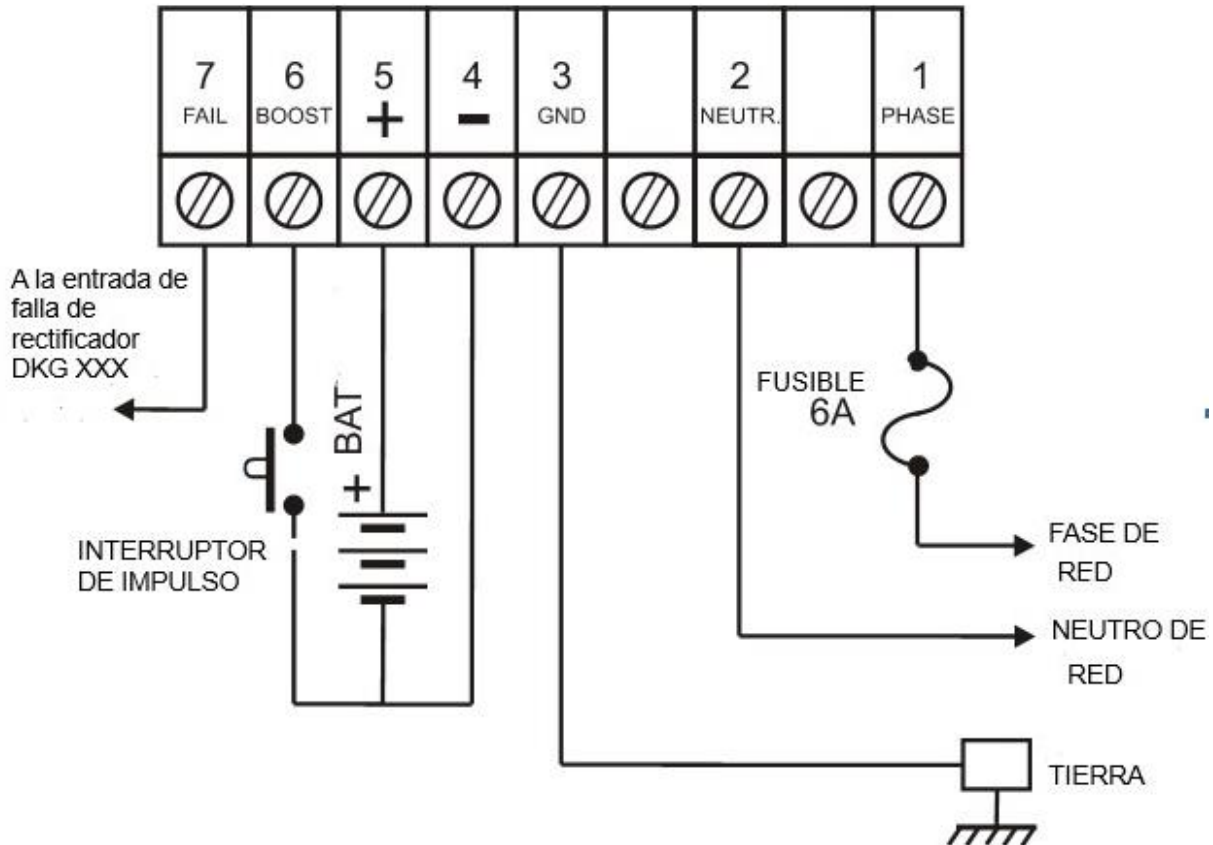 7 6 5 4 3 2 1
FAIL BOOST + - GND NEUTR. PHASE
A la entrada de
falla de
rectificador
DKG XXX
+ BAT
INTERRUPTOR
DE IMPULSO
FUSIBLE
6A
FASE DE
RED
NEUTRO DE
RED
TIERRA